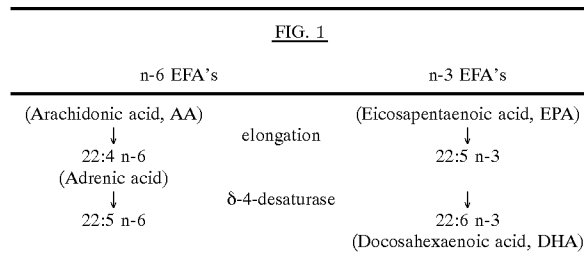 FIG. 1
n-6 EFA's n-3 EFA's
(Arachidonic acid, AA) (Eicosapentaenoic acid, EPA)
↓ elongation ↓
22:4 n-6 22:5 n-3
(Adrenic acid)
↓ δ-4-desaturase ↓
22:5 n-6 22:6 n-3
(Docosahexaenoic acid, DHA)